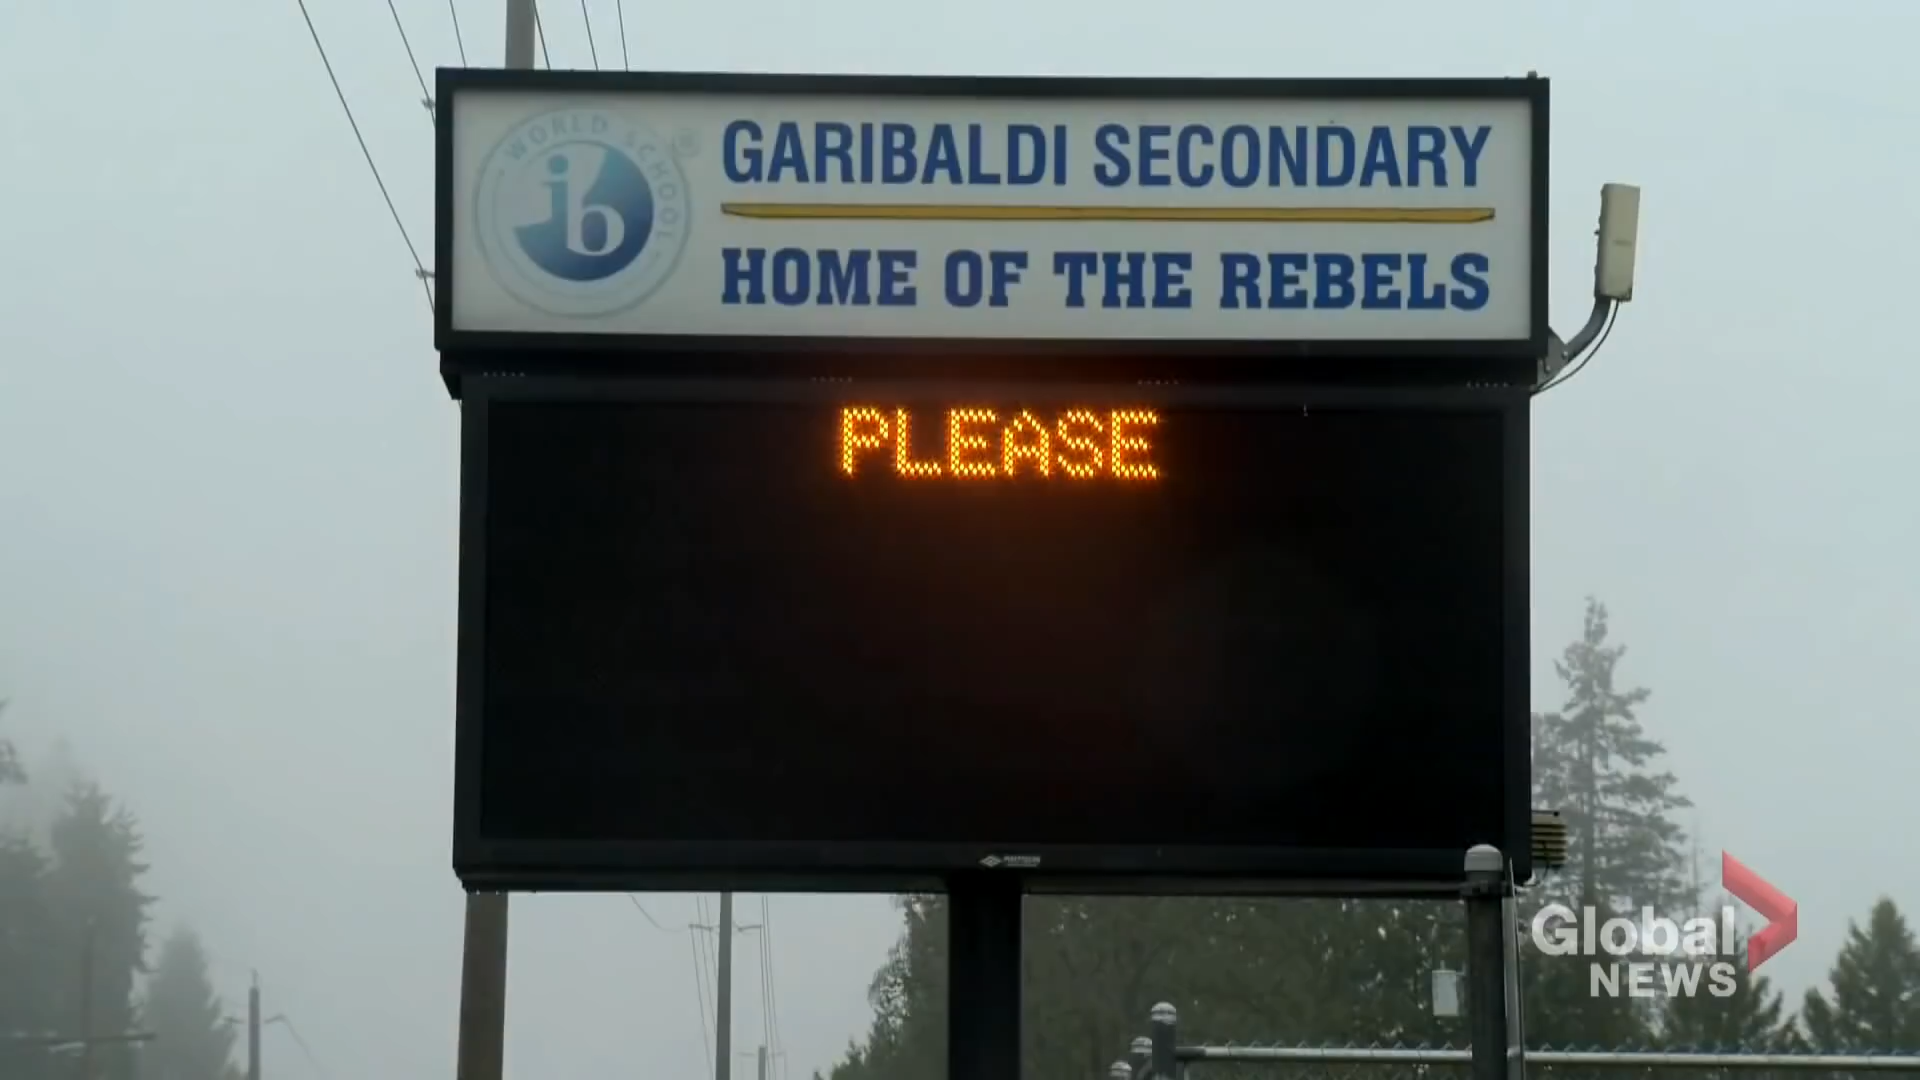 WORLD SCHOOL
ib
®
GARIBALDI SECONDARY
HOME OF THE REBELS
PLEASE
Global
NEWS